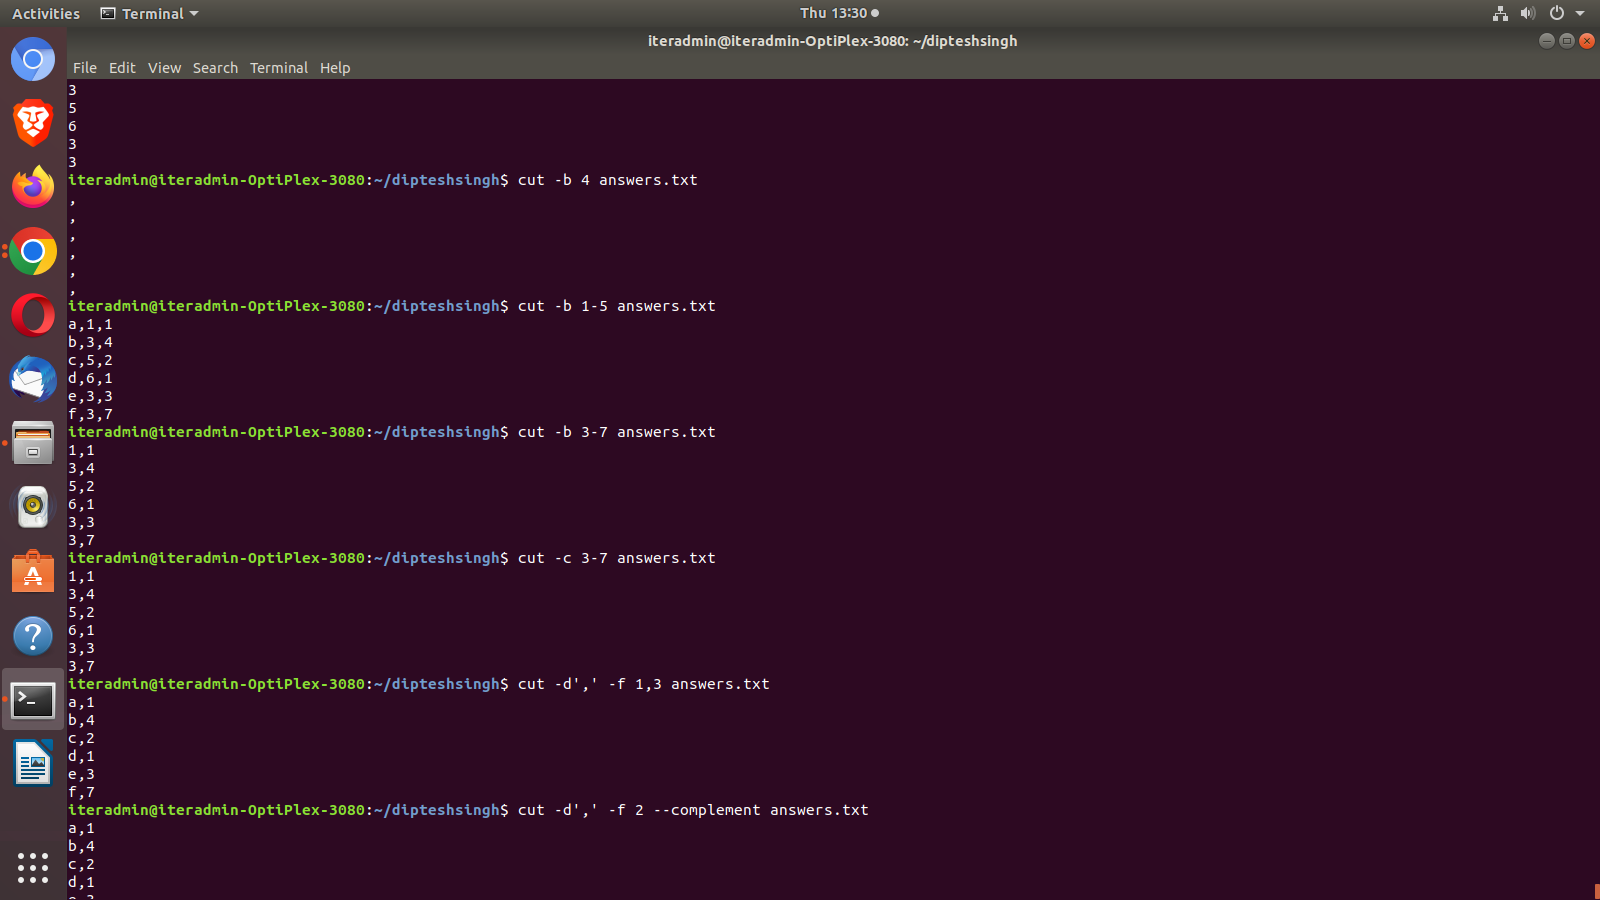 Activities Terminal Thu 13:30
iteradmin@iteradmin-OptiPlex-3080: ~/dipteshsingh
File Edit View Search Terminal Help
3
5
6
3
3
iteradmin@iteradmin-OptiPlex-3080:~/dipteshsingh$ cut -b 4 answers.txt
,
,
,
,
,
,
iteradmin@iteradmin-OptiPlex-3080:~/dipteshsingh$ cut -b 1-5 answers.txt
a,1,1
b,3,4
c,5,2
d,6,1
e,3,3
f,3,7
iteradmin@iteradmin-OptiPlex-3080:~/dipteshsingh$ cut -b 3-7 answers.txt
1,1
3,4
5,2
6,1
3,3
3,7
iteradmin@iteradmin-OptiPlex-3080:~/dipteshsingh$ cut -c 3-7 answers.txt
1,1
3,4
5,2
6,1
3,3
3,7
iteradmin@iteradmin-OptiPlex-3080:~/dipteshsingh$ cut -d',' -f 1,3 answers.txt
a,1
b,4
c,2
d,1
e,3
f,7
iteradmin@iteradmin-OptiPlex-3080:~/dipteshsingh$ cut -d',' -f 2 --complement answers.txt
a,1
b,4
c,2
d,1